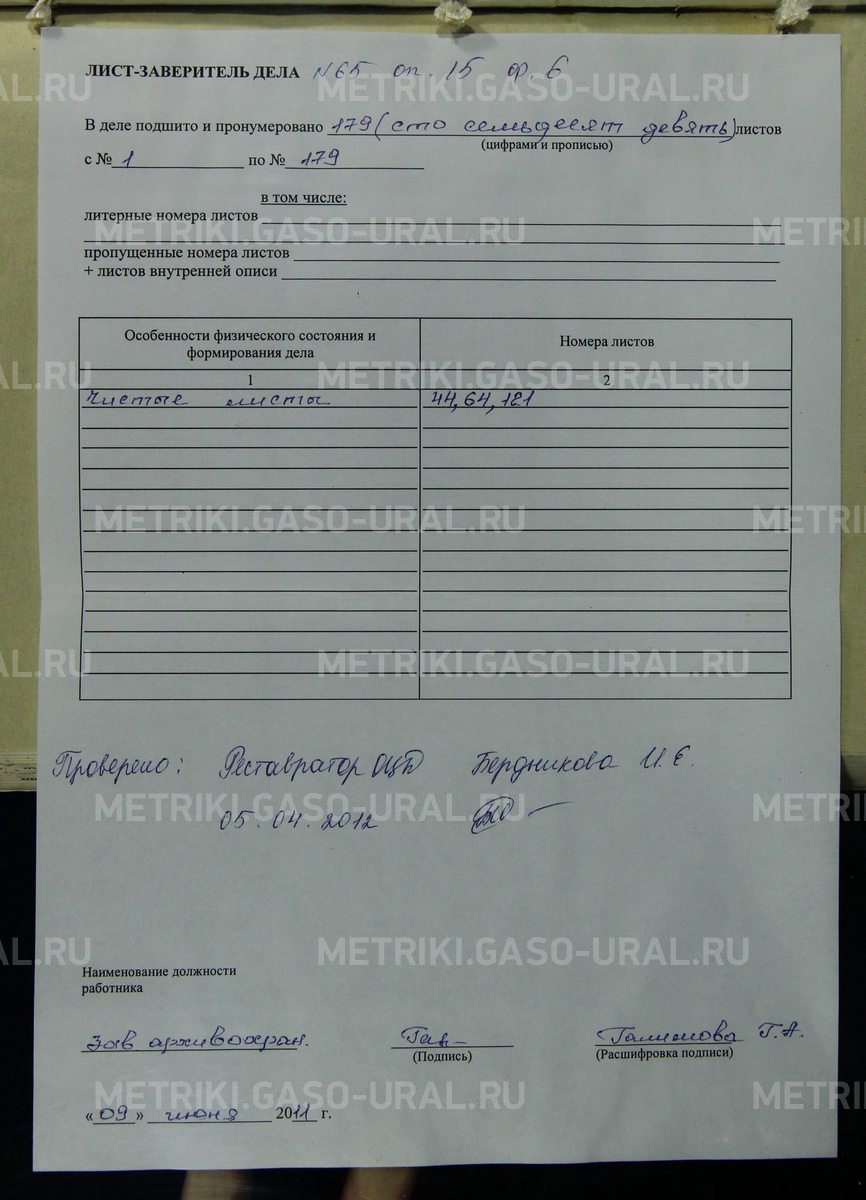 ЛИСТ-ЗАВЕРИТЕЛЬ ДЕЛА №65 оп. 15 ф. 6
В деле подшито и пронумеровано 179 (сто семьдесят девять) листов
(цифрами и прописью)
с № 1 по № 179
в том числе:
литерные номера листов
пропущенные номера листов
+ листов внутренней описи
Особенности физического состояния и формирования дела Номера листов
1 2
Чистые листы 44, 64, 121
Проверено: Реставратор ОЦД Бердникова И. Е.
05.04.2012
Наименование должности
работника
Зав архивохран.
(Подпись) (Расшифровка подписи)
Г. А.
«09» июня 2011 г.
METRIKI.GASO-URAL.RU